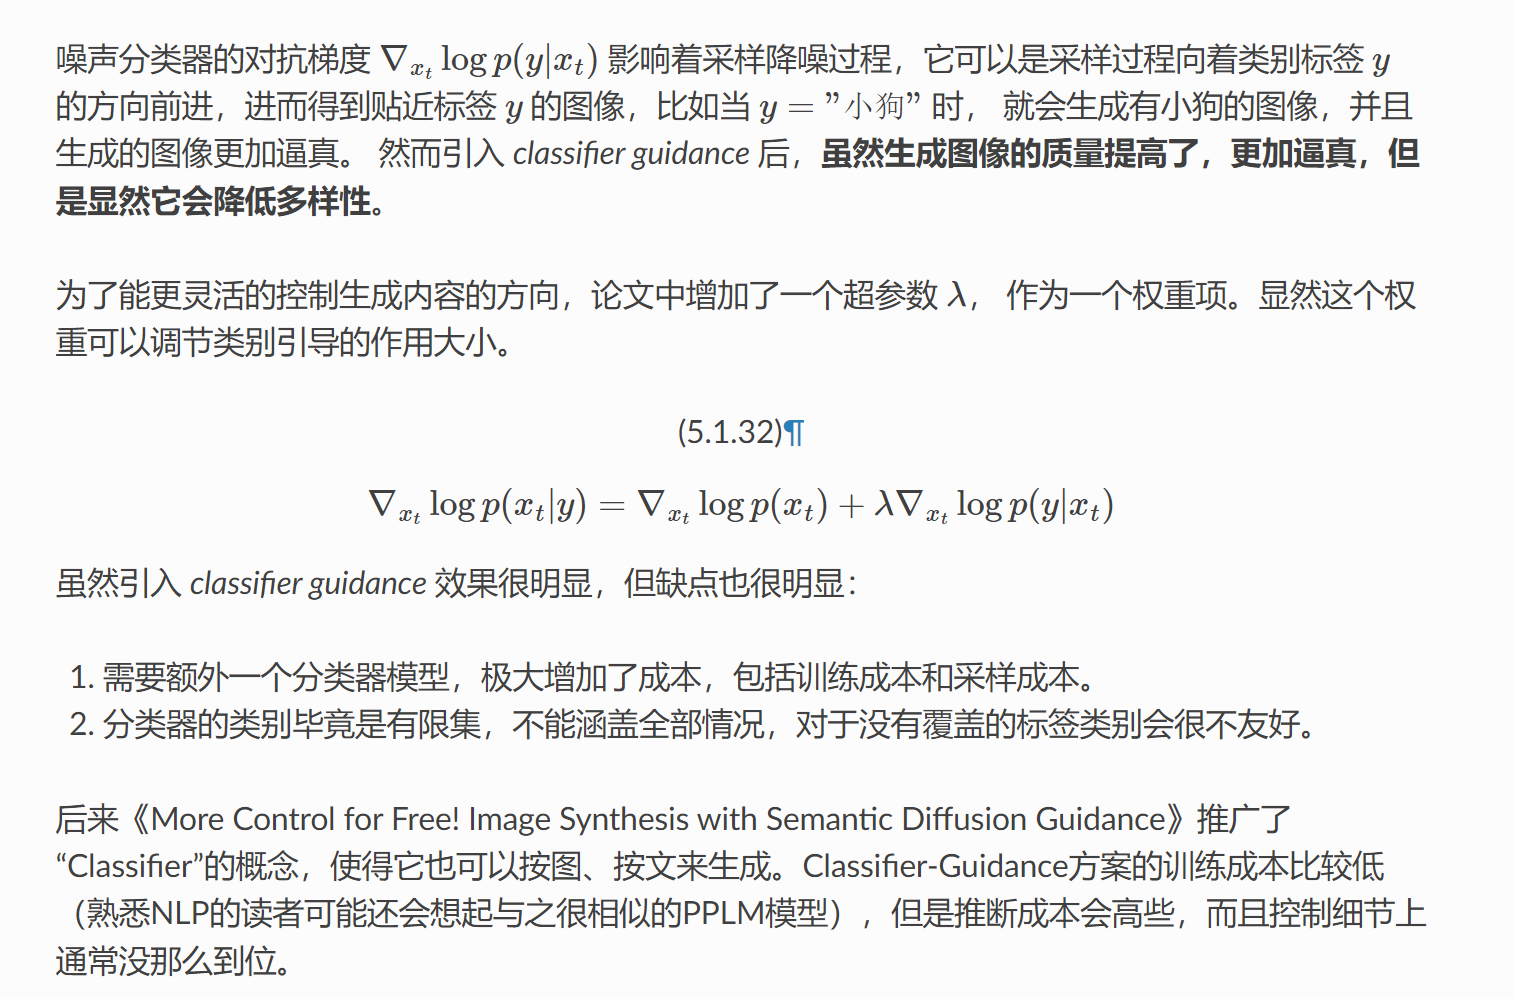 噪声分类器的对抗梯度 ∇_{x_t} log p(y|x_t) 影响着采样降噪过程，它可以是采样过程向着类别标签 y
的方向前进，进而得到贴近标签 y 的图像，比如当 y = ”小狗” 时， 就会生成有小狗的图像，并且
生成的图像更加逼真。 然而引入 classifier guidance 后，虽然生成图像的质量提高了，更加逼真，但
是显然它会降低多样性。
为了能更灵活的控制生成内容的方向，论文中增加了一个超参数 λ， 作为一个权重项。显然这个权
重可以调节类别引导的作用大小。
(5.1.32)¶
∇_{x_t} log p(x_t|y) = ∇_{x_t} log p(x_t) + λ∇_{x_t} log p(y|x_t)
虽然引入 classifier guidance 效果很明显，但缺点也很明显：
1. 需要额外一个分类器模型，极大增加了成本，包括训练成本和采样成本。
2. 分类器的类别毕竟是有限集，不能涵盖全部情况，对于没有覆盖的标签类别会很不友好。
后来《More Control for Free! Image Synthesis with Semantic Diffusion Guidance》推广了
“Classifier”的概念，使得它也可以按图、按文来生成。Classifier-Guidance方案的训练成本比较低
（熟悉NLP的读者可能还会想起与之很相似的PPLM模型），但是推断成本会高些，而且控制细节上
通常没那么到位。